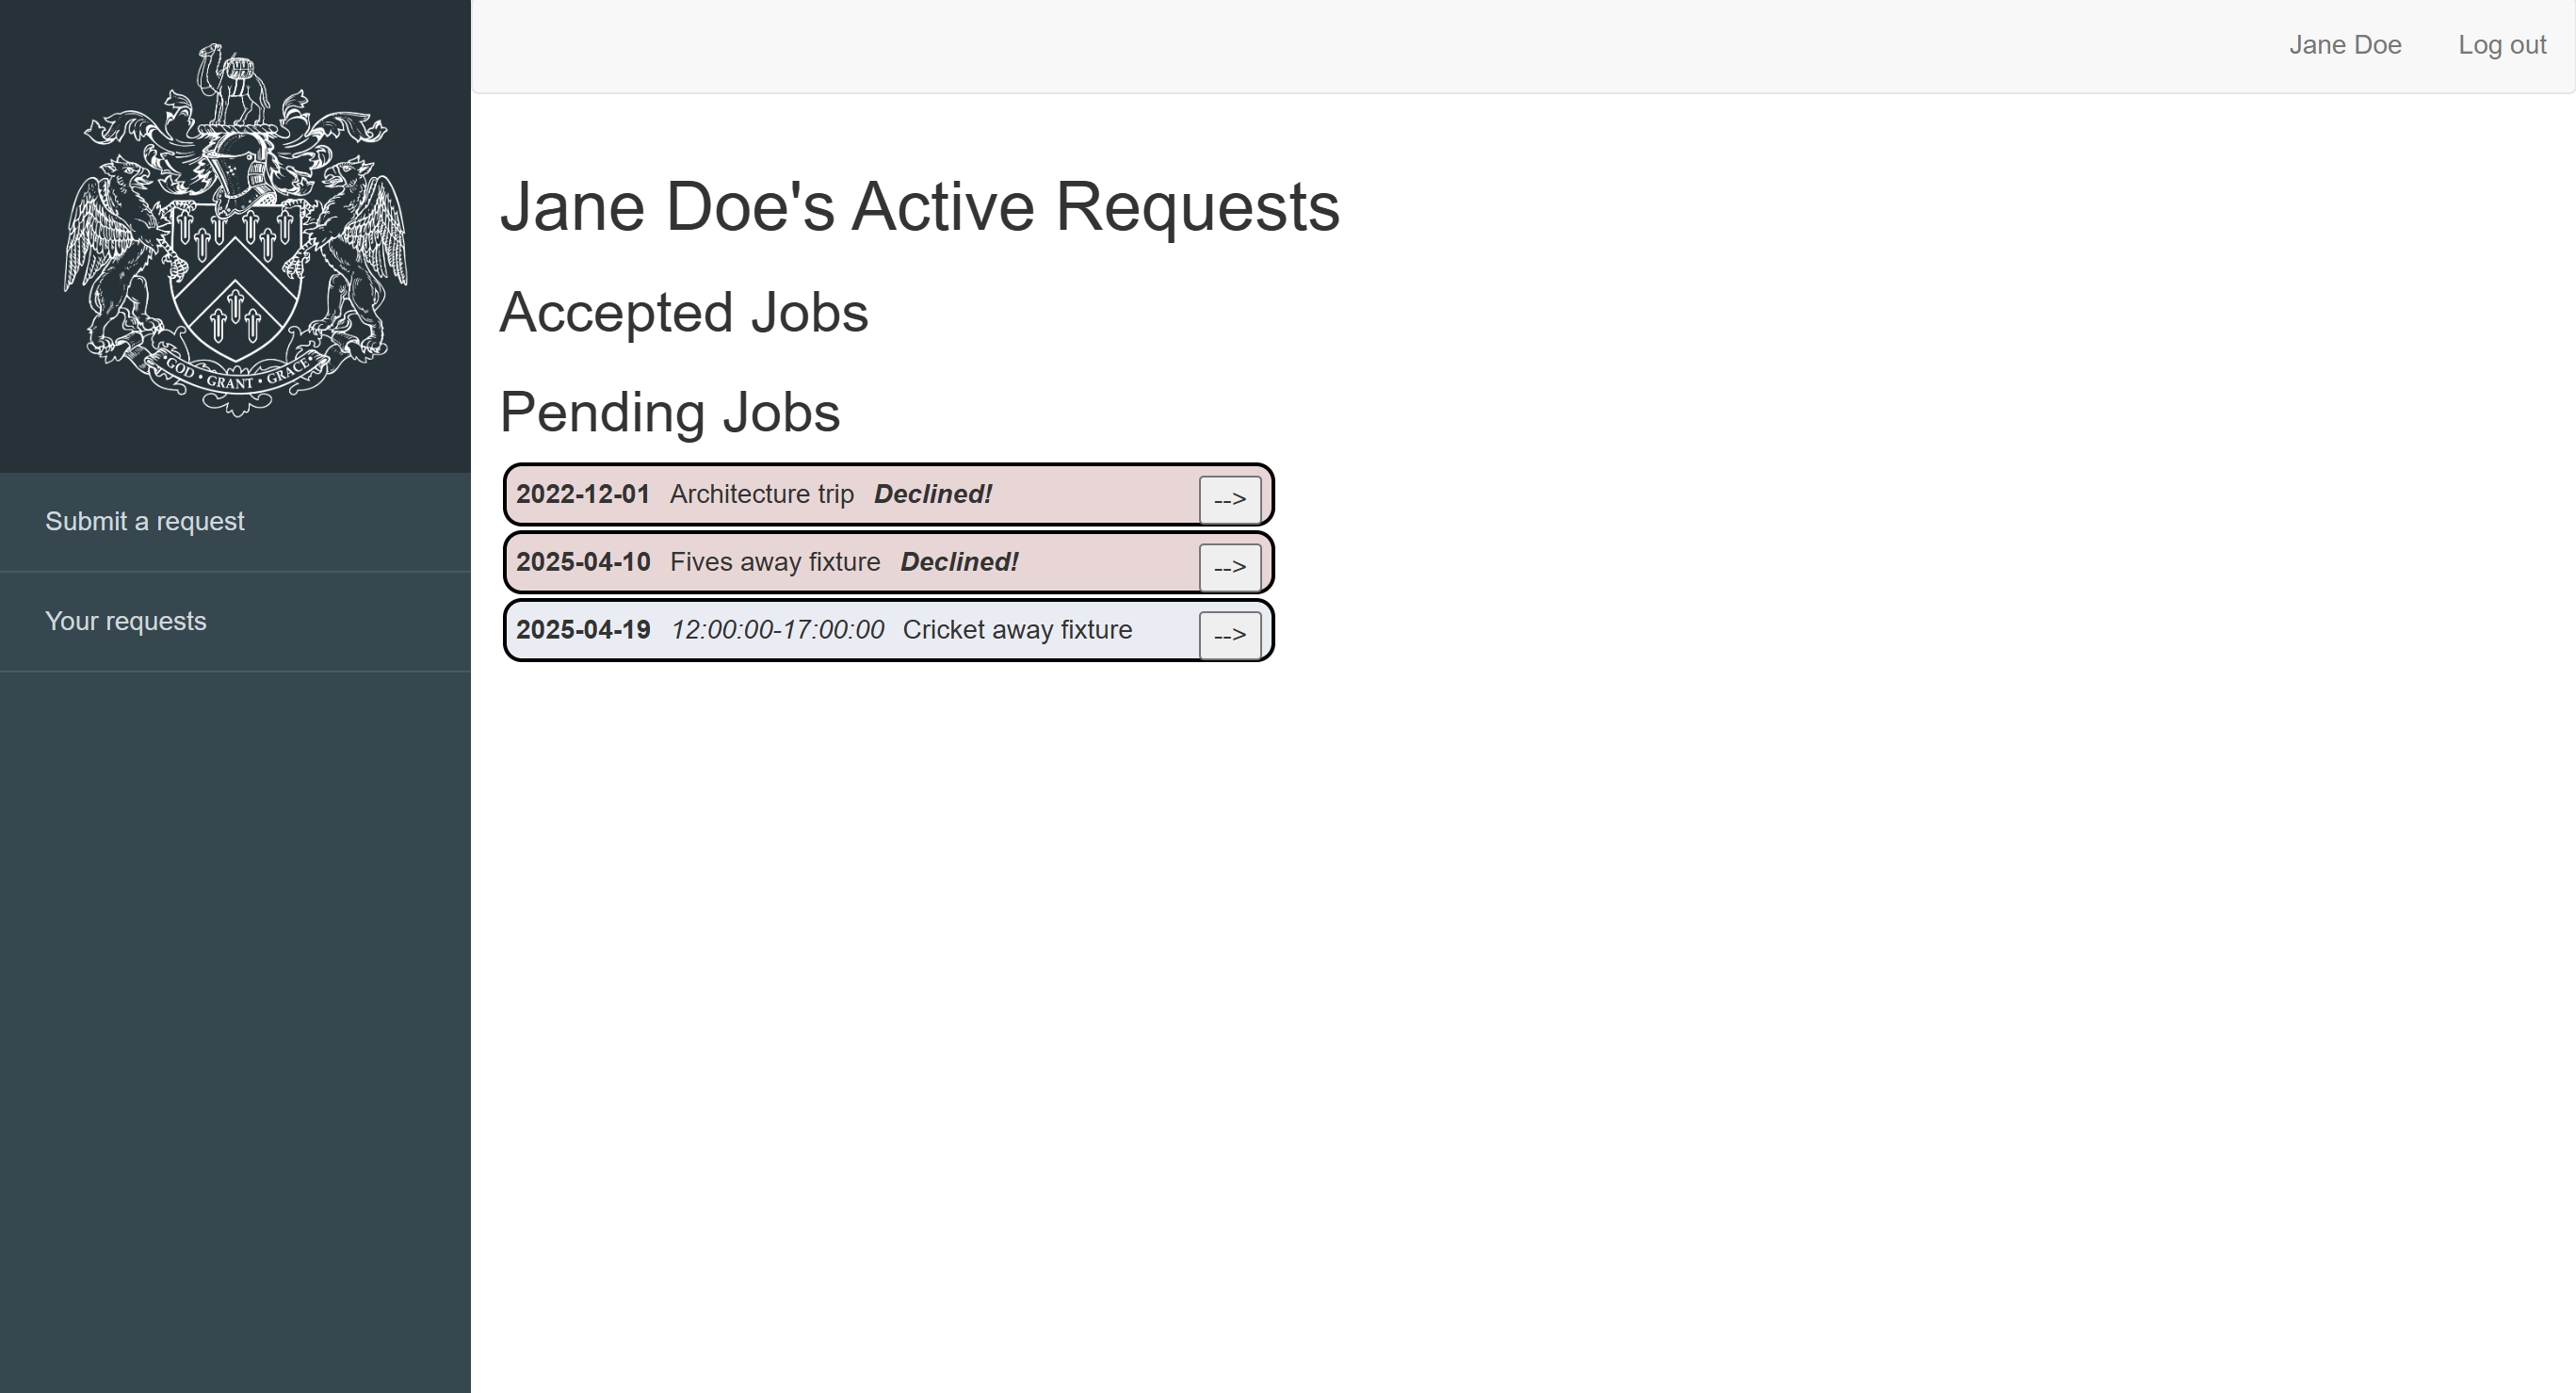 GOD · GRANT · GRACE
Submit a request
Your requests
Jane Doe Log out
Jane Doe's Active Requests
Accepted Jobs
Pending Jobs
2022-12-01 Architecture trip Declined! -->
2025-04-10 Fives away fixture Declined! -->
2025-04-19 12:00:00-17:00:00 Cricket away fixture -->